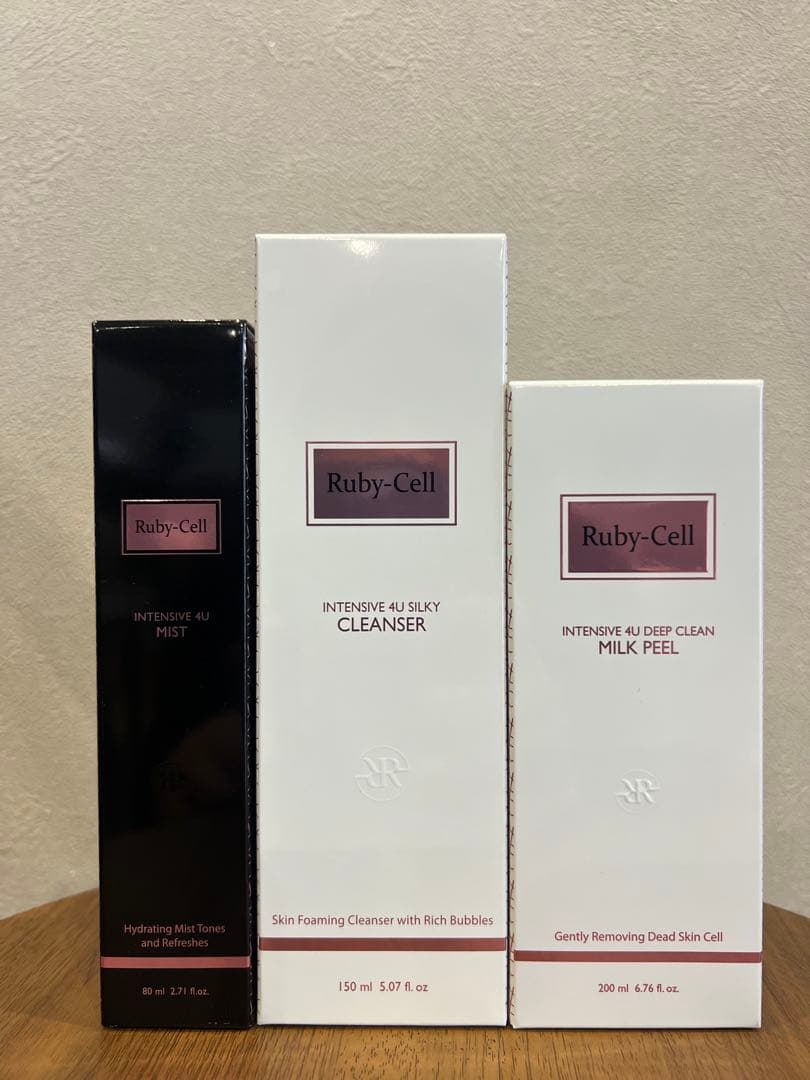 Ruby-Cell
INTENSIVE 4U
MIST
Hydrating Mist Tones
and Refreshes
80 ml 2.71 fl.oz.
Ruby-Cell
INTENSIVE 4U SILKY
CLEANSER
Skin Foaming Cleanser with Rich Bubbles
150 ml 5.07 fl. oz
Ruby-Cell
INTENSIVE 4U DEEP CLEAN
MILK PEEL
Gently Removing Dead Skin Cell
200 ml 6.76 fl. oz.